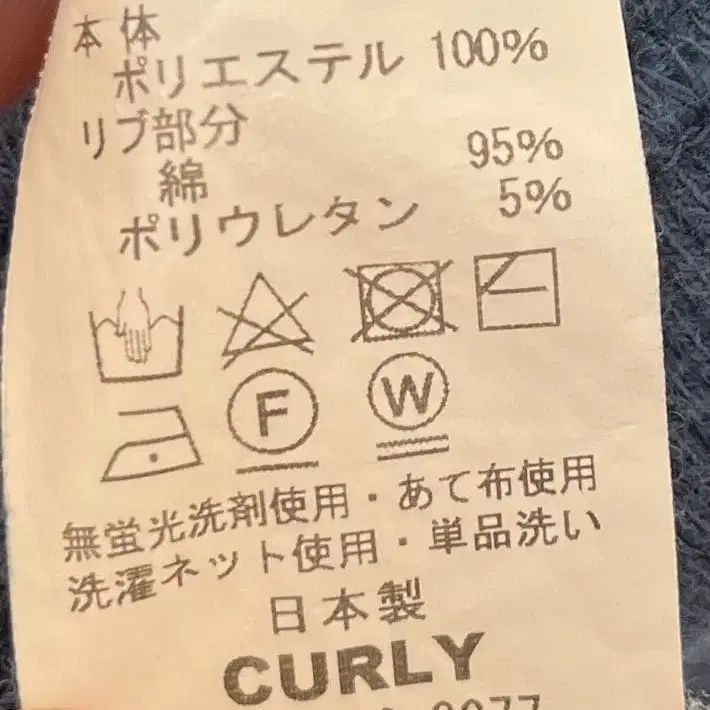 本体
ポリエステル 100%
リブ部分
綿 95%
ポリウレタン 5%
F W
無蛍光洗剤使用・あて布使用
洗濯ネット使用・単品洗い
日本製
CURLY